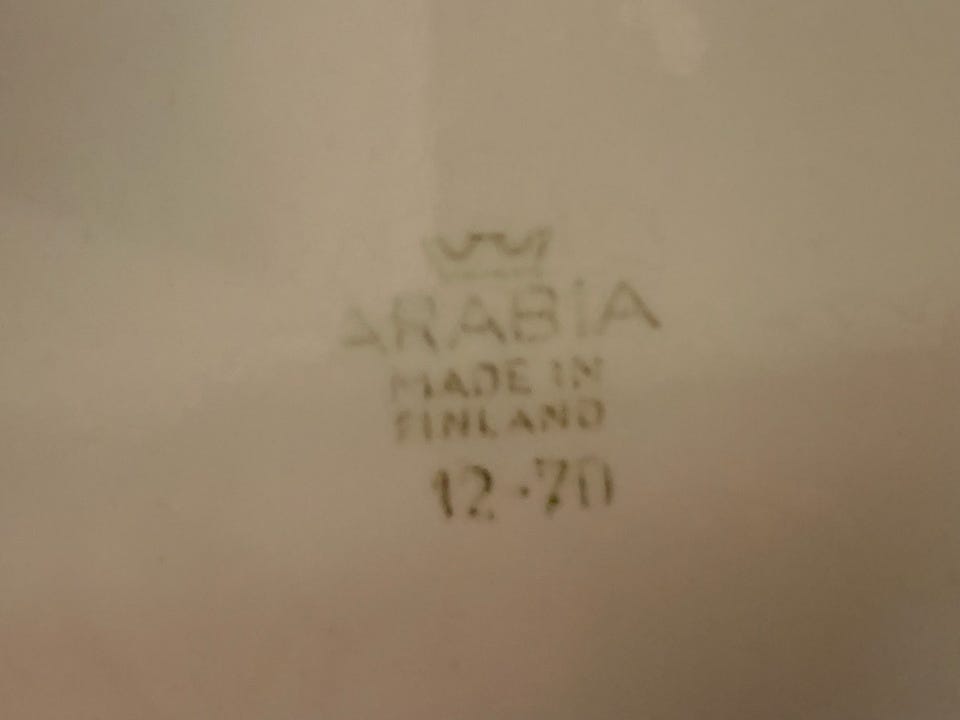 ARABIA
MADE IN
FINLAND
12-70